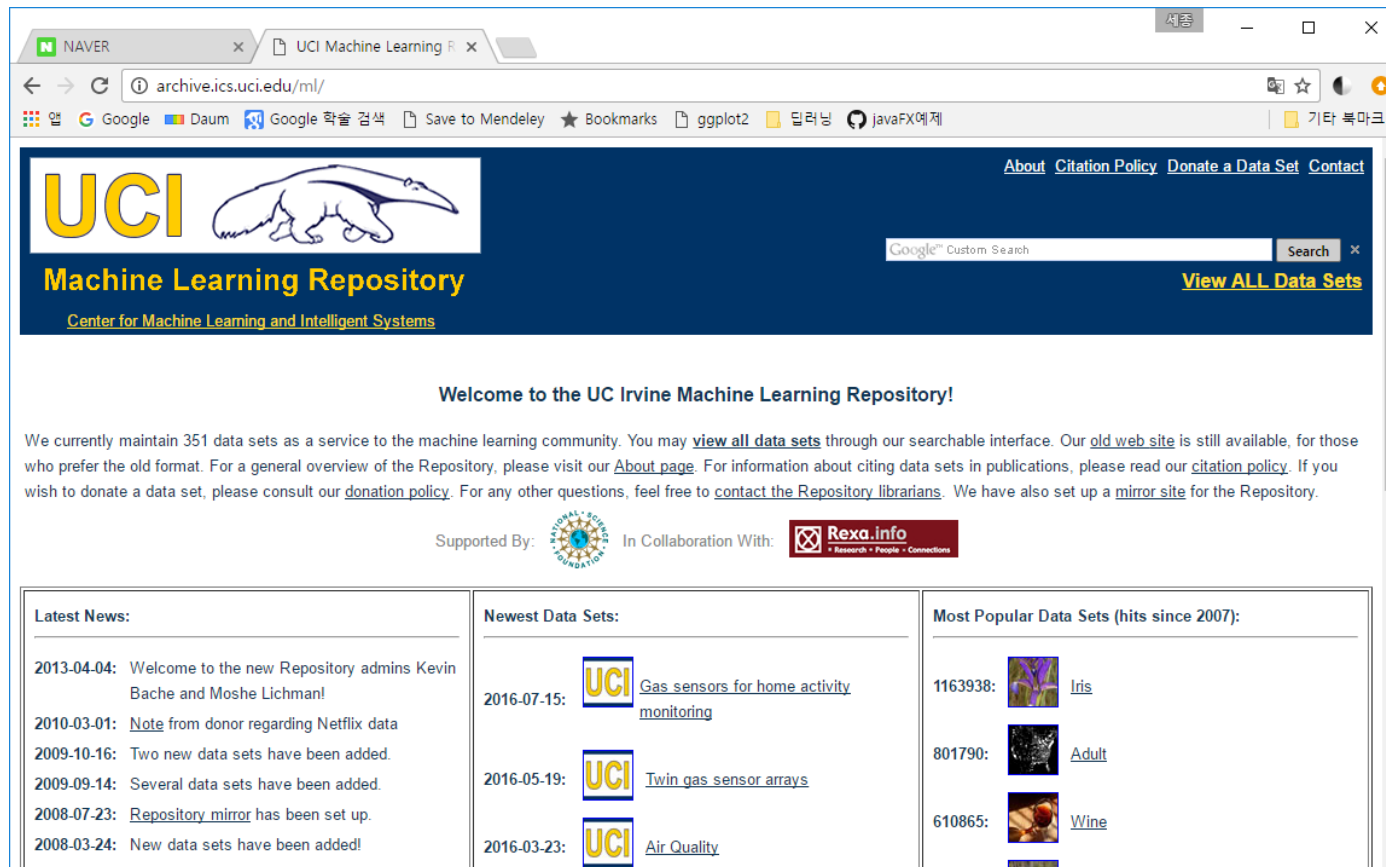 세종
NAVER
UCI Machine Learning R
archive.ics.uci.edu/ml/
앱 Google Daum Google 학술 검색 Save to Mendeley Bookmarks ggplot2 딥러닝 javaFX예제 기타 북마크
About Citation Policy Donate a Data Set Contact
UCI
Google™ Custom Search Search
Machine Learning Repository
View ALL Data Sets
Center for Machine Learning and Intelligent Systems
Welcome to the UC Irvine Machine Learning Repository!
We currently maintain 351 data sets as a service to the machine learning community. You may view all data sets through our searchable interface. Our old web site is still available, for those
who prefer the old format. For a general overview of the Repository, please visit our About page. For information about citing data sets in publications, please read our citation policy. If you
wish to donate a data set, please consult our donation policy. For any other questions, feel free to contact the Repository librarians. We have also set up a mirror site for the Repository.
Supported By: NATIONAL SCIENCE FOUNDATION In Collaboration With: Rexa.info
Research • People • Connections
Latest News:
2013-04-04: Welcome to the new Repository admins Kevin
Bache and Moshe Lichman!
2010-03-01: Note from donor regarding Netflix data
2009-10-16: Two new data sets have been added.
2009-09-14: Several data sets have been added.
2008-07-23: Repository mirror has been set up.
2008-03-24: New data sets have been added!
Newest Data Sets:
2016-07-15: UCI Gas sensors for home activity
monitoring
2016-05-19: UCI Twin gas sensor arrays
2016-03-23: UCI Air Quality
Most Popular Data Sets (hits since 2007):
1163938: Iris
801790: Adult
610865: Wine